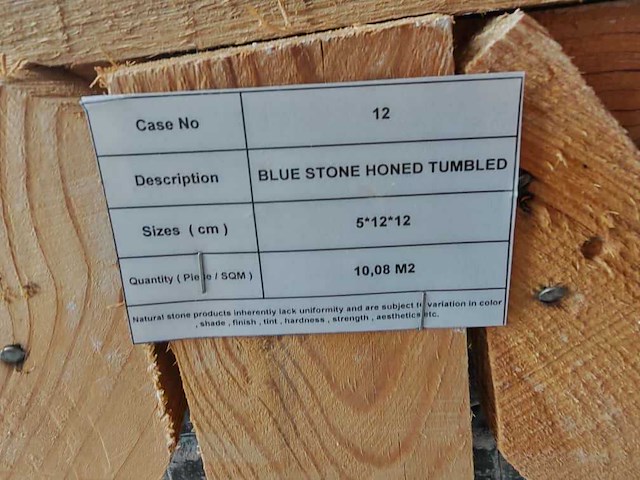 Case No 12
Description BLUE STONE HONED TUMBLED
Sizes ( cm ) 5*12*12
Quantity ( Piece / SQM ) 10,08 M2
Natural stone products inherently lack uniformity and are subject to variation in color
, shade , finish , tint , hardness , strength , aesthetics etc.